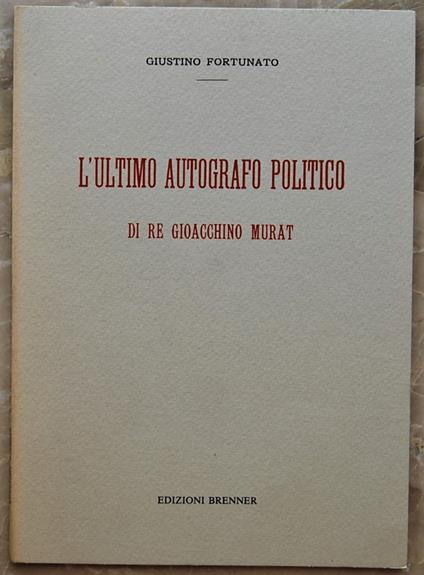 GIUSTINO FORTUNATO
L'ULTIMO AUTOGRAFO POLITICO
DI RE GIOACCHINO MURAT
EDIZIONI BRENNER